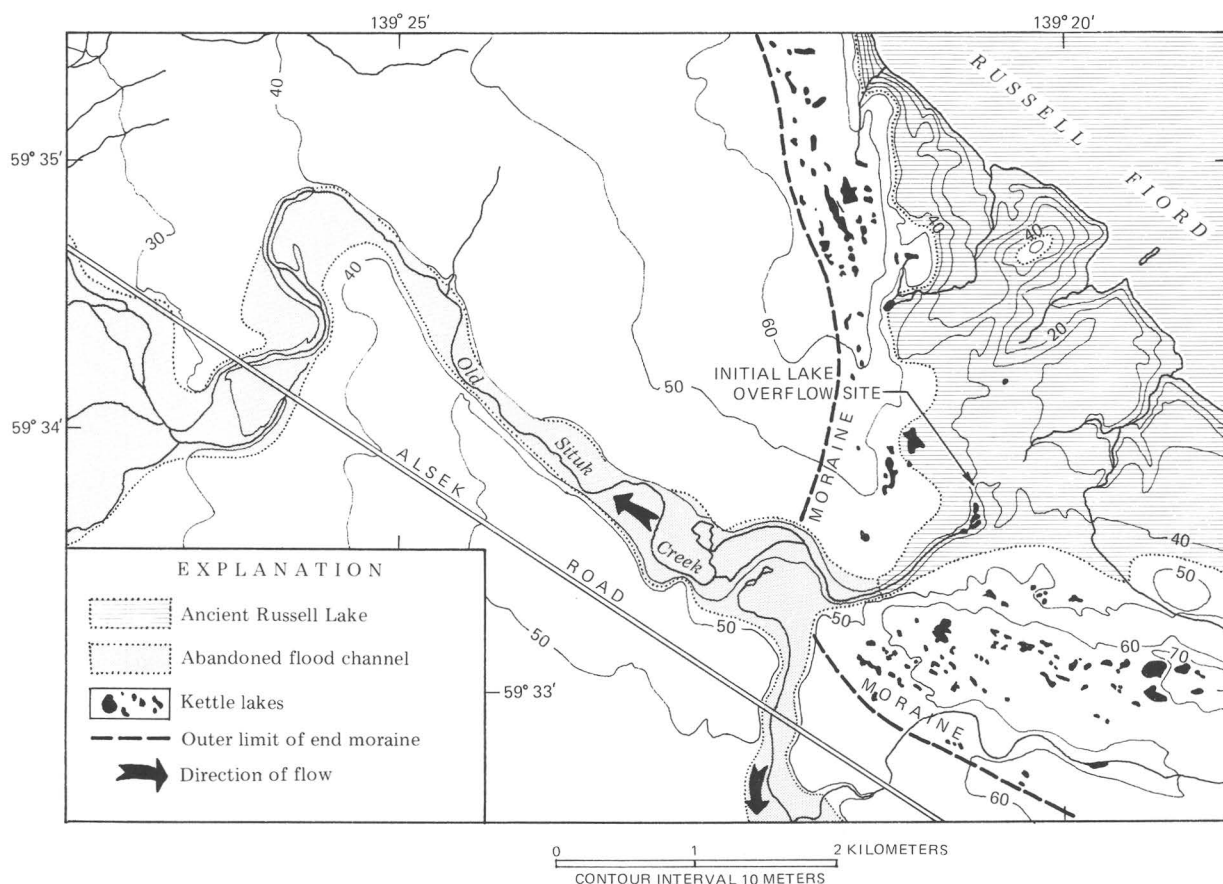 139° 25′
139° 20′
59° 35′
59° 34′
59° 33′
RUSSELL
FIORD
40
30
40
60
50
40
40
20
INITIAL LAKE
OVERFLOW SITE
MORAINE
Old
Situk
Creek
ALSEK
ROAD
50
50
50
40
50
60
70
MORAINE
60
EXPLANATION
Ancient Russell Lake
Abandoned flood channel
Kettle lakes
Outer limit of end moraine
Direction of flow
0 1 2 KILOMETERS
CONTOUR INTERVAL 10 METERS